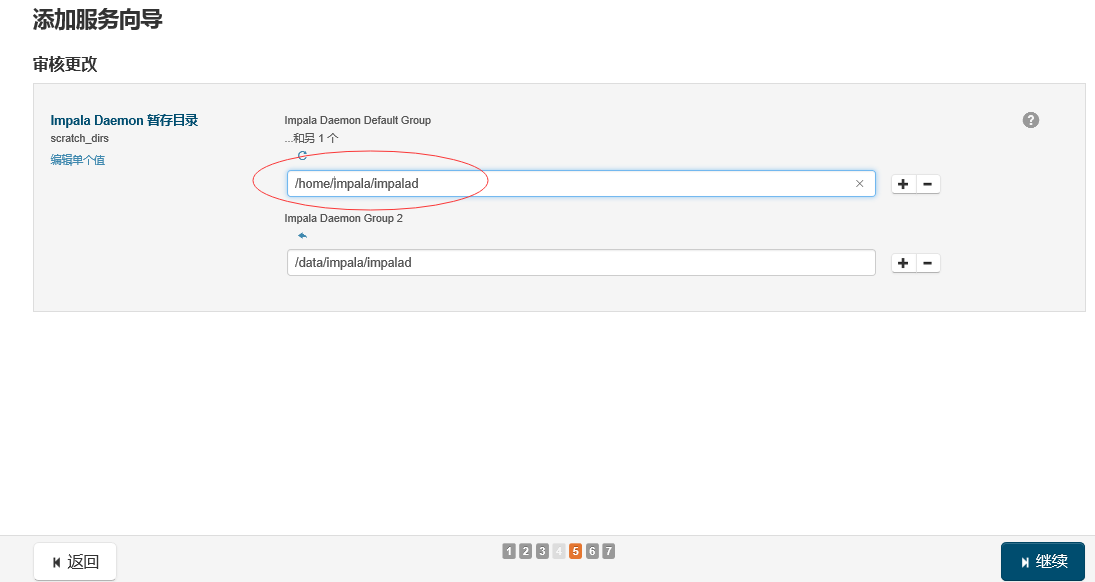 添加服务向导
审核更改
Impala Daemon 暂存目录
scratch_dirs
编辑单个值
Impala Daemon Default Group
...和另 1 个
/home/impala/impalad
Impala Daemon Group 2
/data/impala/impalad
返回
1 2 3 4 5 6 7
继续